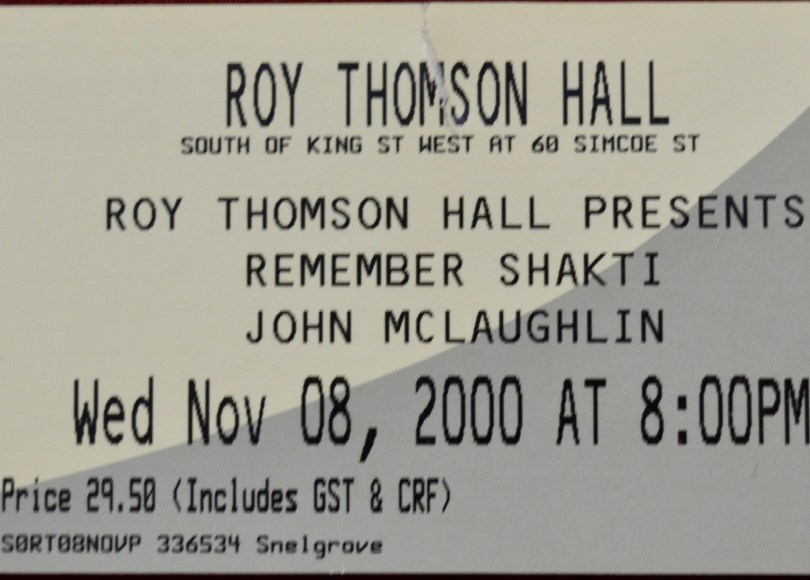 ROY THOMSON HALL
SOUTH OF KING ST WEST AT 60 SIMCOE ST
ROY THOMSON HALL PRESENTS
REMEMBER SHAKTI
JOHN MCLAUGHLIN
Wed Nov 08, 2000 AT 8:00PM
Price 29.50 (Includes GST & CRF)
S0RT08NOVP 336534 Snelgrove